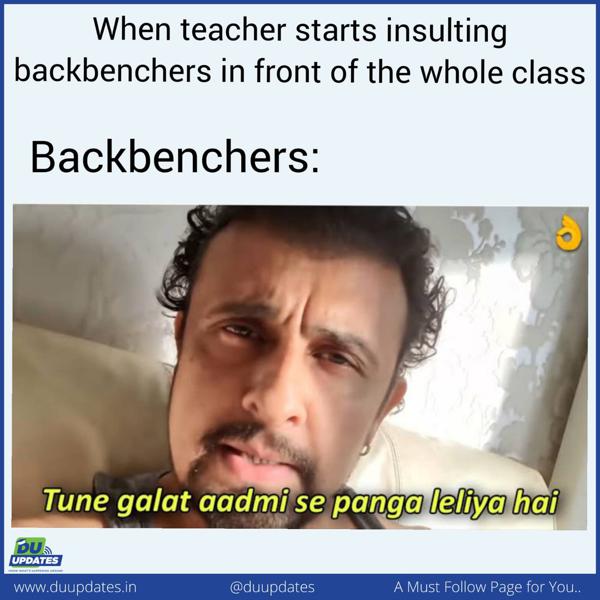 When teacher starts insulting
backbenchers in front of the whole class
Backbenchers:
Tune galat aadmi se panga leliya hai
DU
UPDATES
www.duupdates.in @duupdates A Must Follow Page for You..